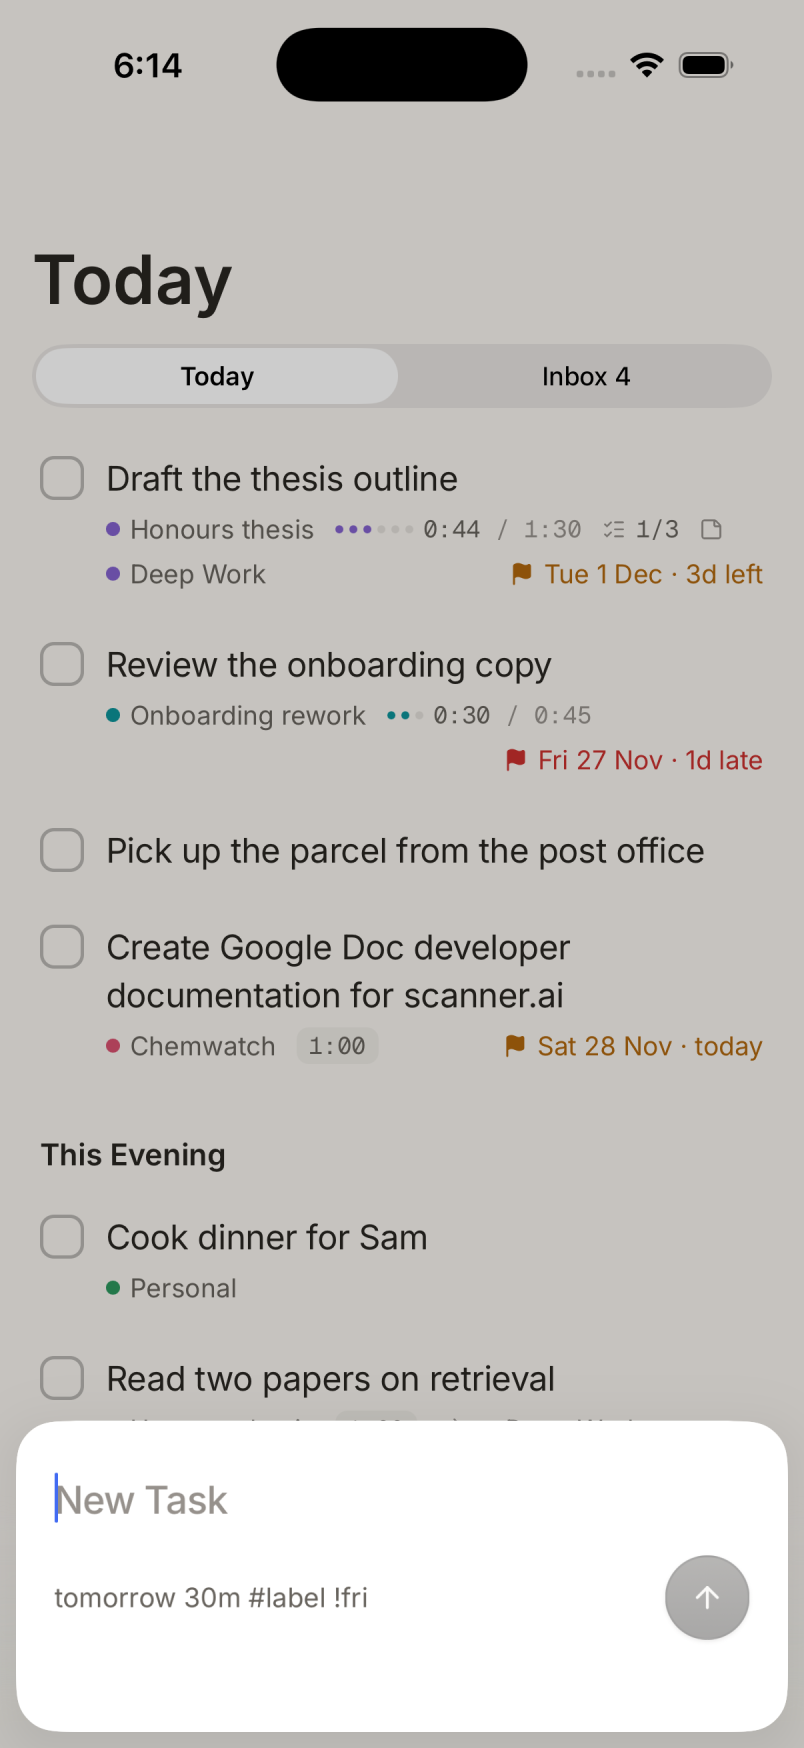 6:14
Today
Today
Inbox 4
Draft the thesis outline
Honours thesis 0:44 / 1:30 1/3
Deep Work Tue 1 Dec · 3d left
Review the onboarding copy
Onboarding rework 0:30 / 0:45
Fri 27 Nov · 1d late
Pick up the parcel from the post office
Create Google Doc developer
documentation for scanner.ai
Chemwatch 1:00 Sat 28 Nov · today
This Evening
Cook dinner for Sam
Personal
Read two papers on retrieval
New Task
tomorrow 30m #label !fri